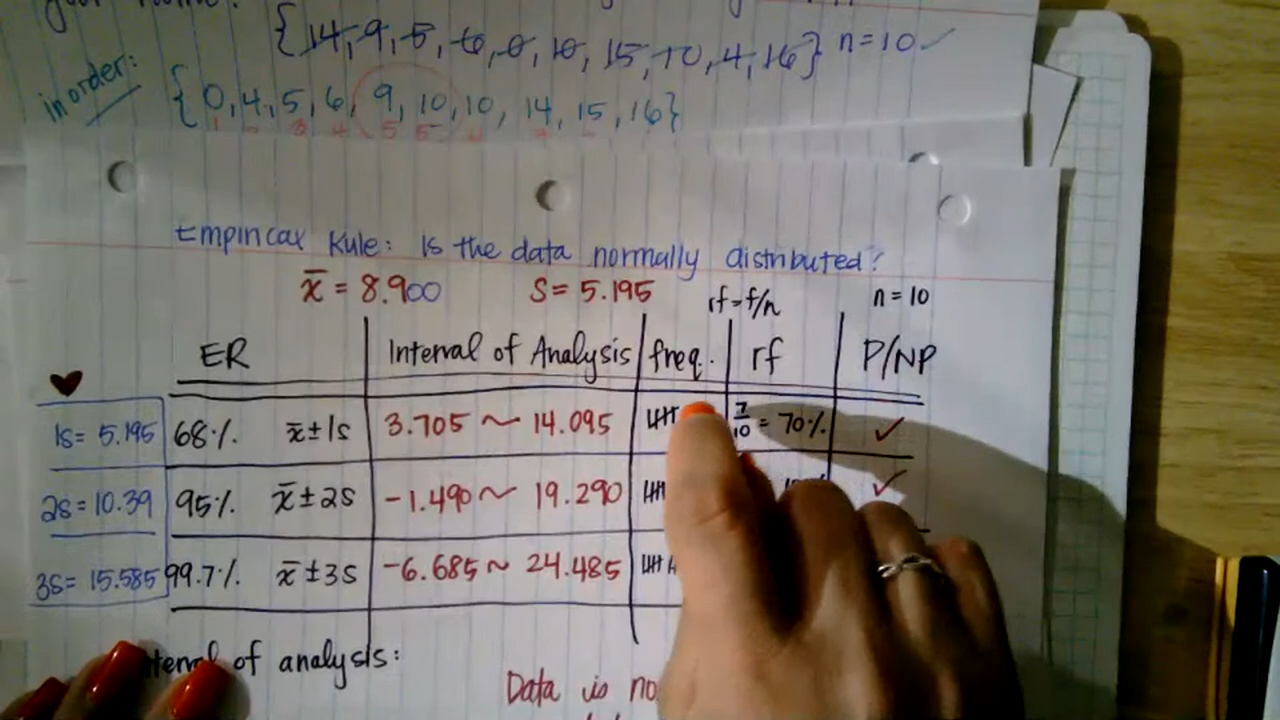 {14, 9, 5, 6, 0, 10, 15, 10, 4, 16} n=10 ✓
in order:
{0, 4, 5, 6, 9, 10, 10, 14, 15, 16}
Rule: Is the data normally distributed?
x̄ = 8.900 S = 5.195 rf = f/n n = 10
ER Interval of Analysis freq. rf P/NP
1s = 5.195 68% x̄ ± 1s 3.705 ~ 14.095 7/10 = 70% ✓
2s = 10.39 95% x̄ ± 2s -1.490 ~ 19.290 ✓
3s = 15.585 99.7% x̄ ± 3s -6.685 ~ 24.485
of analysis:
Data is